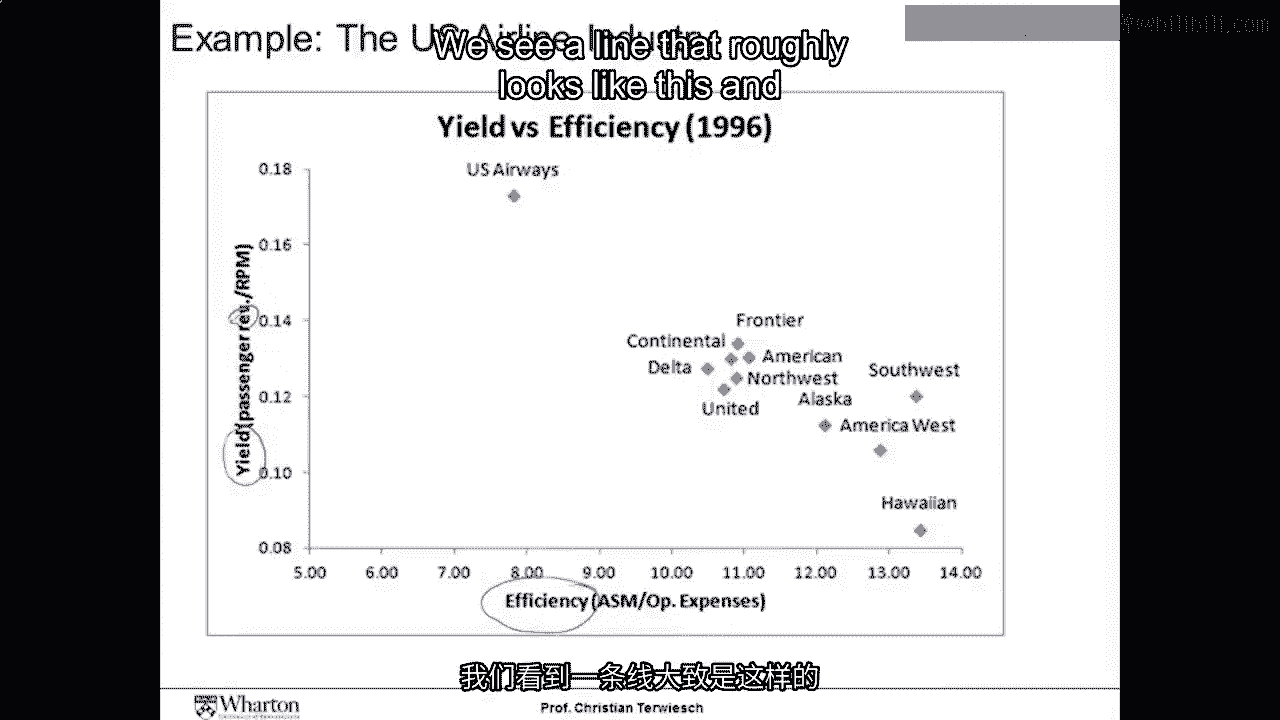 Example: The US Airline Industry
We see a line that roughly
looks like this and
Yield vs Efficiency (1996)
US Airways
0.18
0.16
0.14
0.12
0.10
0.08
Yield (passenger rev./RPM)
Frontier
Continental
American
Delta
Northwest
Southwest
United
Alaska
America West
Hawaiian
5.00 6.00 7.00 8.00 9.00 10.00 11.00 12.00 13.00 14.00
Efficiency (ASM/Op. Expenses)
我们看到一条线大致是这样的
Wharton
Prof. Christian Terwiesch